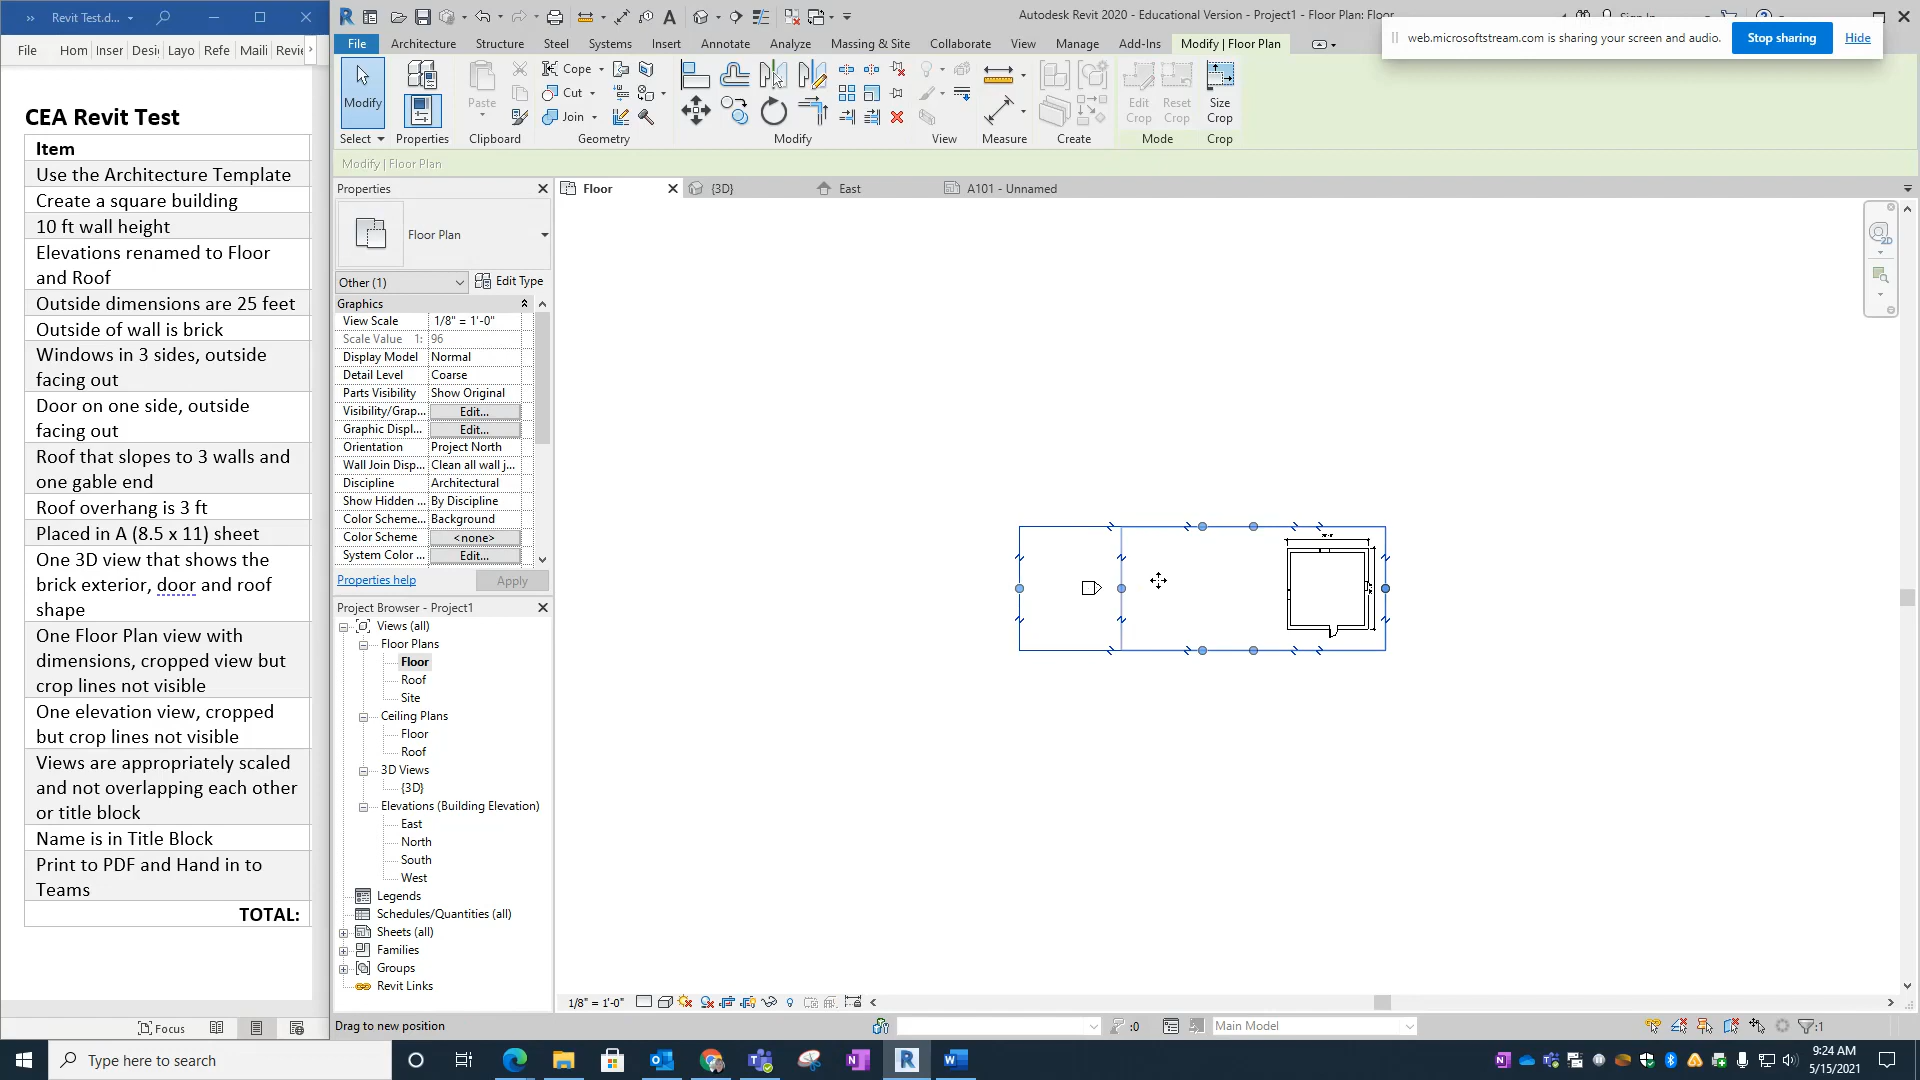 Revit Test.d...
File Hom Inser Desig Layo Refe Maili Revie
CEA Revit Test
Item
Use the Architecture Template
Create a square building
10 ft wall height
Elevations renamed to Floor
and Roof
Outside dimensions are 25 feet
Outside of wall is brick
Windows in 3 sides, outside
facing out
Door on one side, outside
facing out
Roof that slopes to 3 walls and
one gable end
Roof overhang is 3 ft
Placed in A (8.5 x 11) sheet
One 3D view that shows the
brick exterior, door and roof
shape
One Floor Plan view with
dimensions, cropped view but
crop lines not visible
One elevation view, cropped
but crop lines not visible
Views are appropriately scaled
and not overlapping each other
or title block
Name is in Title Block
Print to PDF and Hand in to
Teams
TOTAL:
Focus
Autodesk Revit 2020 - Educational Version - Project1 - Floor Plan: Floor
File Architecture Structure Steel Systems Insert Annotate Analyze Massing & Site Collaborate View Manage Add-Ins Modify | Floor Plan
web.microsoftstream.com is sharing your screen and audio. Stop sharing Hide
Modify
Paste
Cope
Cut
Join
Edit Crop
Reset Crop
Size Crop
Select Properties Clipboard Geometry Modify View Measure Create Mode Crop
Modify | Floor Plan
Properties
Floor {3D} East A101 - Unnamed
Floor Plan
Other (1) Edit Type
Graphics
View Scale 1/8" = 1'-0"
Scale Value 1: 96
Display Model Normal
Detail Level Coarse
Parts Visibility Show Original
Visibility/Grap... Edit...
Graphic Displ... Edit...
Orientation Project North
Wall Join Disp... Clean all wall j...
Discipline Architectural
Show Hidden ... By Discipline
Color Scheme... Background
Color Scheme <none>
System Color ... Edit...
Properties help Apply
Project Browser - Project1
Views (all)
Floor Plans
Floor
Roof
Site
Ceiling Plans
Floor
Roof
3D Views
{3D}
Elevations (Building Elevation)
East
North
South
West
Legends
Schedules/Quantities (all)
Sheets (all)
Families
Groups
Revit Links
2D
1/8" = 1'-0"
Drag to new position
:0
Main Model
:1
Type here to search
9:24 AM
5/15/2021